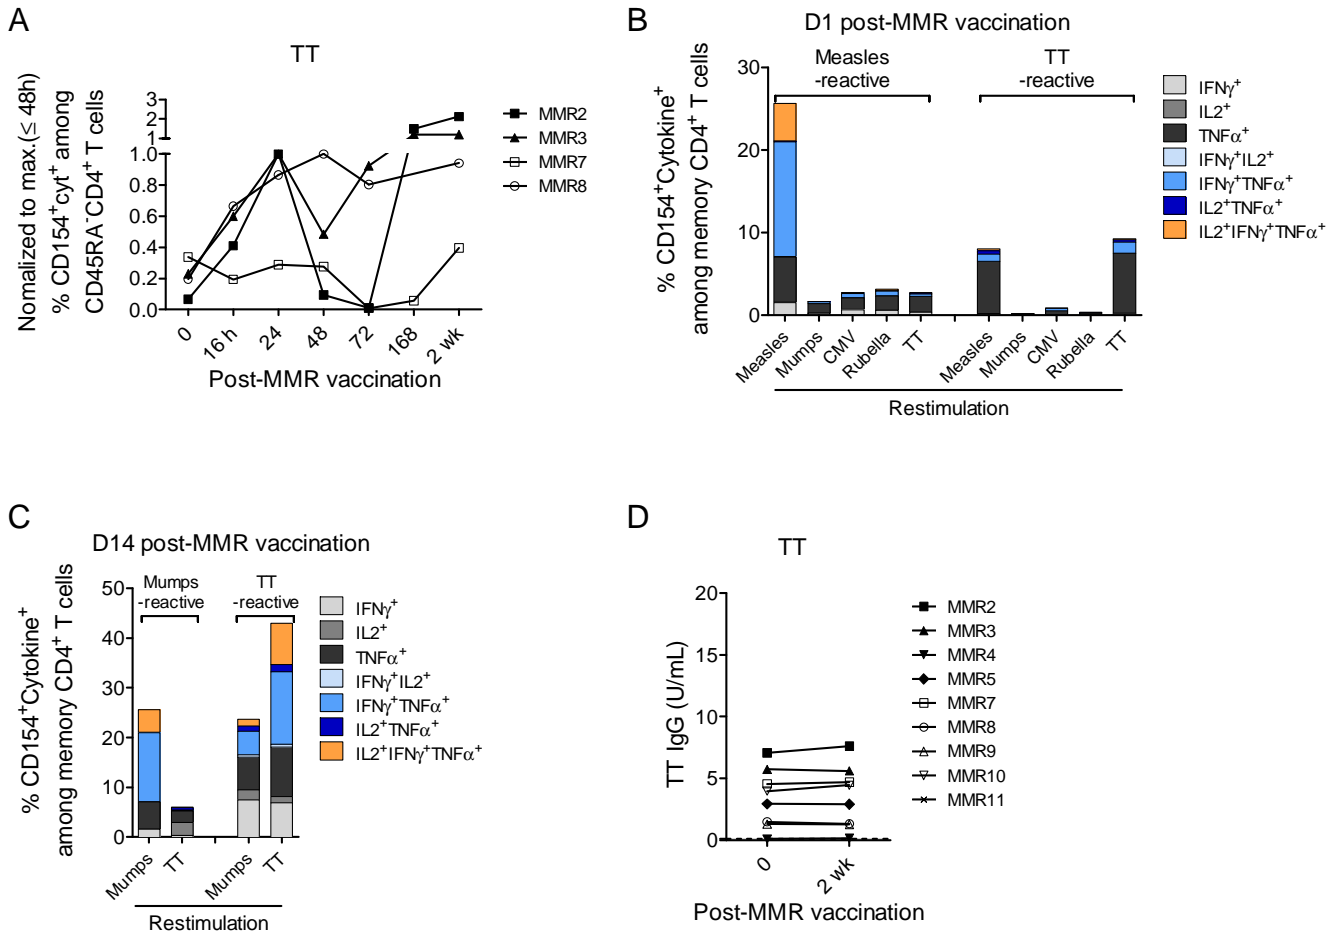 A
TT
Nomalized to max.(≤ 48h)
% CD154⁺cyt⁺ among
CD45RA⁻CD4⁺ T cells
3
2
1
1.0
0.8
0.6
0.4
0.2
0.0
0
16 h
24
48
72
168
2 wk
Post-MMR vaccination
MMR2
MMR3
MMR7
MMR8
B
D1 post-MMR vaccination
Measles
-reactive
TT
-reactive
% CD154⁺Cytokine⁺
among memory CD4⁺ T cells
30
20
10
0
Measles
Mumps
CMV
Rubella
TT
Measles
Mumps
CMV
Rubella
TT
Restimulation
IFNγ⁺
IL2⁺
TNFα⁺
IFNγ⁺IL2⁺
IFNγ⁺TNFα⁺
IL2⁺TNFα⁺
IL2⁺IFNγ⁺TNFα⁺
C
D14 post-MMR vaccination
Mumps
-reactive
TT
-reactive
% CD154⁺Cytokine⁺
among memory CD4⁺ T cells
50
40
30
20
10
0
Mumps
TT
Mumps
TT
Restimulation
IFNγ⁺
IL2⁺
TNFα⁺
IFNγ⁺IL2⁺
IFNγ⁺TNFα⁺
IL2⁺TNFα⁺
IL2⁺IFNγ⁺TNFα⁺
D
TT
TT IgG (U/mL)
20
15
10
5
0
0
2 wk
Post-MMR vaccination
MMR2
MMR3
MMR4
MMR5
MMR7
MMR8
MMR9
MMR10
MMR11